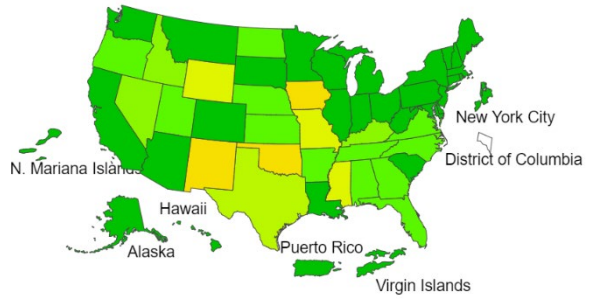 New York City
District of Columbia
N. Mariana Islands
Hawaii
Alaska
Puerto Rico
Virgin Islands